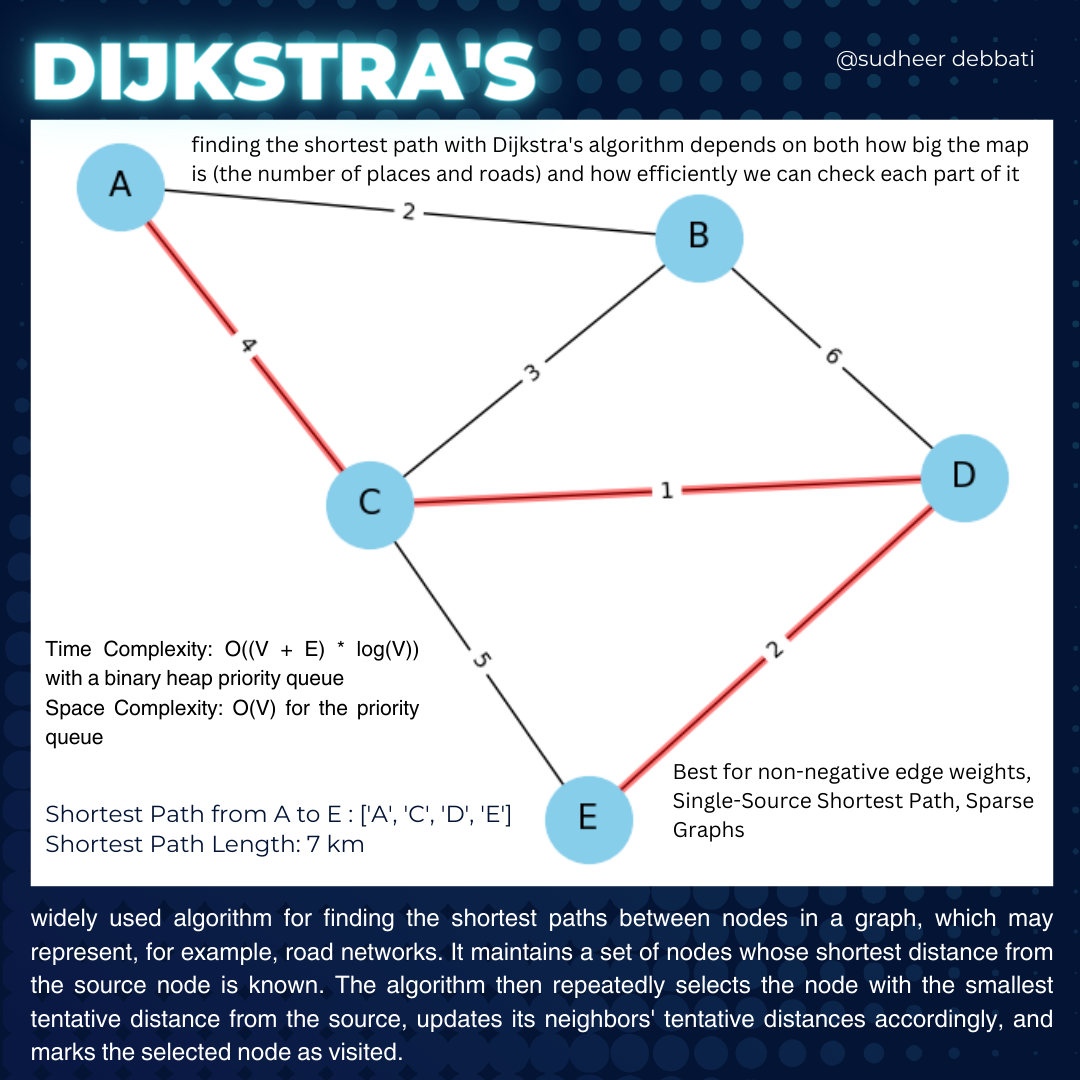 DIJKSTRA'S
@sudheer debbati
finding the shortest path with Dijkstra's algorithm depends on both how big the map
is (the number of places and roads) and how efficiently we can check each part of it
A
2
B
4
3
6
C
1
D
5
2
E
Time Complexity: O((V + E) * log(V))
with a binary heap priority queue
Space Complexity: O(V) for the priority
queue
Shortest Path from A to E : ['A', 'C', 'D', 'E']
Shortest Path Length: 7 km
Best for non-negative edge weights,
Single-Source Shortest Path, Sparse
Graphs
widely used algorithm for finding the shortest paths between nodes in a graph, which may
represent, for example, road networks. It maintains a set of nodes whose shortest distance from
the source node is known. The algorithm then repeatedly selects the node with the smallest
tentative distance from the source, updates its neighbors' tentative distances accordingly, and
marks the selected node as visited.